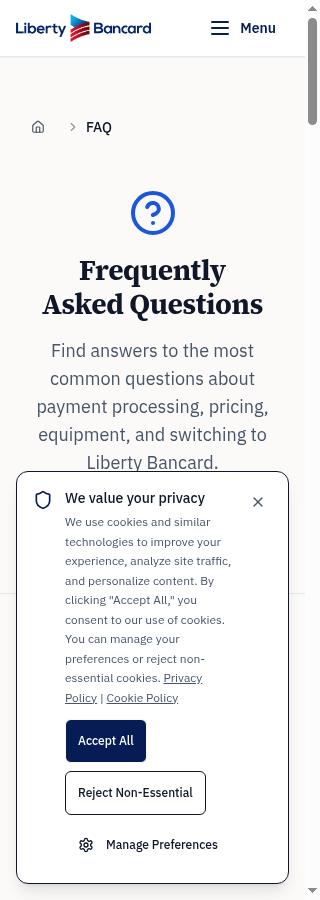 Liberty Bancard
Menu
FAQ
Frequently
Asked Questions
Find answers to the most
common questions about
payment processing, pricing,
equipment, and switching to
Liberty Bancard.
We value your privacy
We use cookies and similar
technologies to improve your
experience, analyze site traffic,
and personalize content. By
clicking "Accept All," you
consent to our use of cookies.
You can manage your
preferences or reject non-
essential cookies. Privacy
Policy | Cookie Policy
Accept All
Reject Non-Essential
Manage Preferences